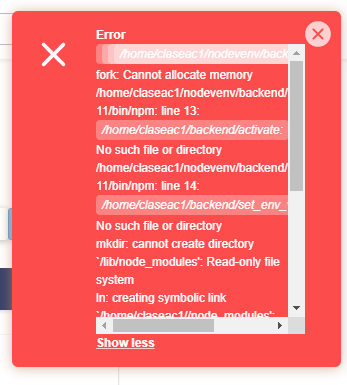 Error
/home/claseac1/nodevenv/back
fork: Cannot allocate memory
/home/claseac1/nodevenv/backend/
11/bin/npm: line 13:
/home/claseac1/backend/activate:
No such file or directory
/home/claseac1/nodevenv/backend/
11/bin/npm: line 14:
/home/claseac1/backend/set_env_
No such file or directory
mkdir: cannot create directory
`/lib/node_modules': Read-only file
system
ln: creating symbolic link
`/home/claseac1//node_modules':
Show less